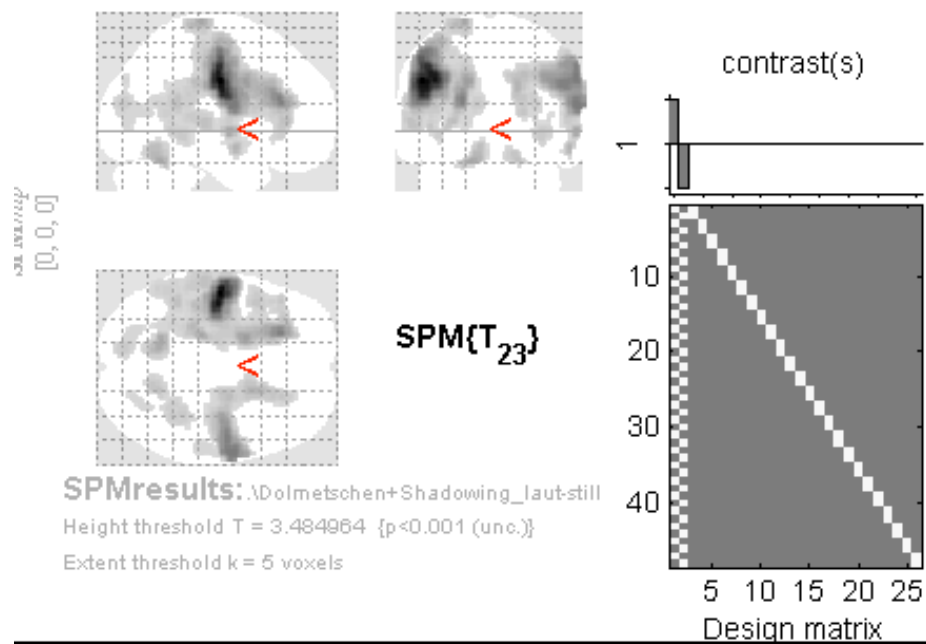 contrast(s)
1
[0, 0, 0]
<
<
<
SPM{T23}
10
20
30
40
5 10 15 20 25
Design matrix
SPMresults: .\Dolmetschen+Shadowing_laut-still
Height threshold T = 3.484964 {p<0.001 (unc.)}
Extent threshold k = 5 voxels